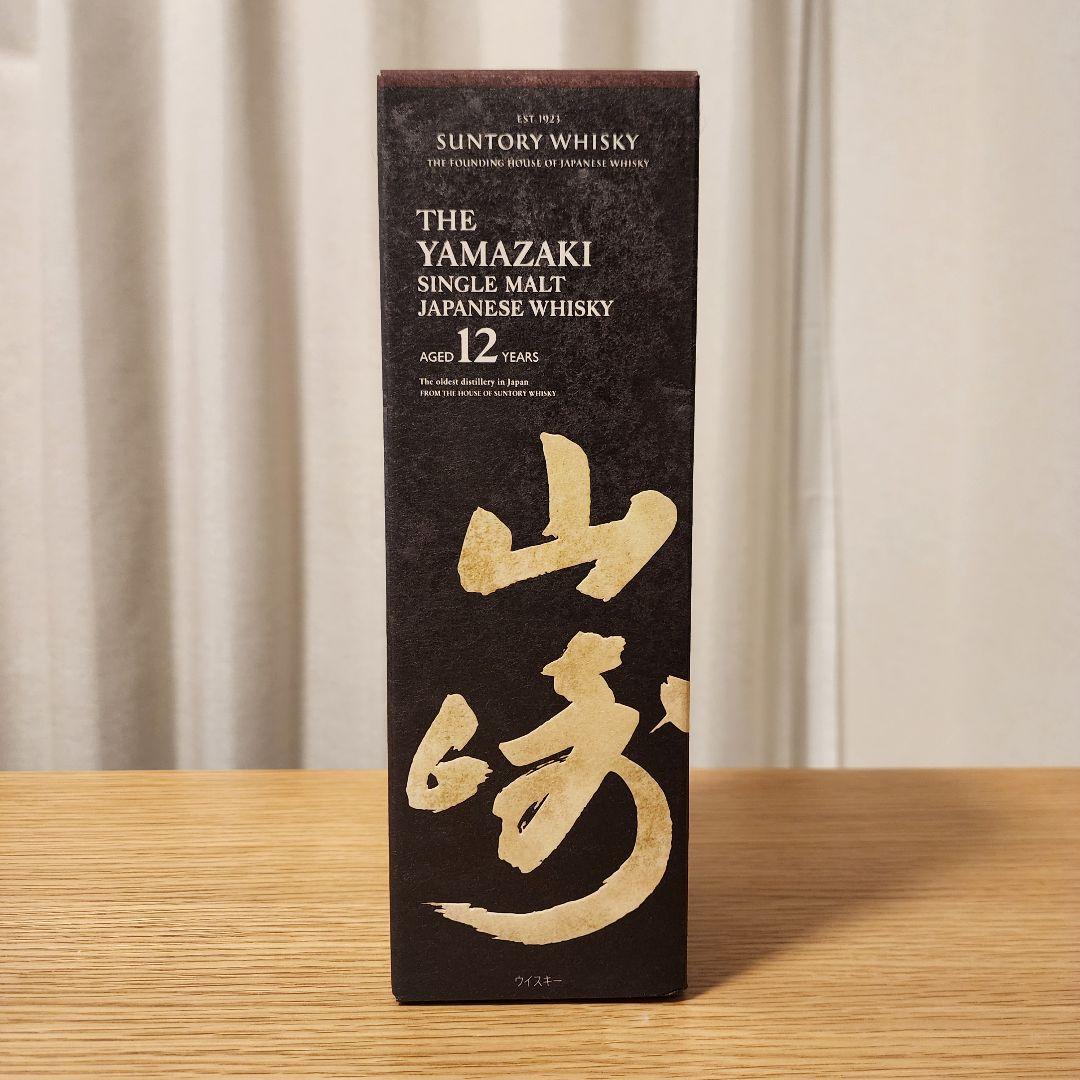 EST. 1923
SUNTORY WHISKY
THE FOUNDING HOUSE OF JAPANESE WHISKY
THE
YAMAZAKI
SINGLE MALT
JAPANESE WHISKY
AGED 12 YEARS
The oldest distillery in Japan
FROM THE HOUSE OF SUNTORY WHISKY
山崎
ウイスキー